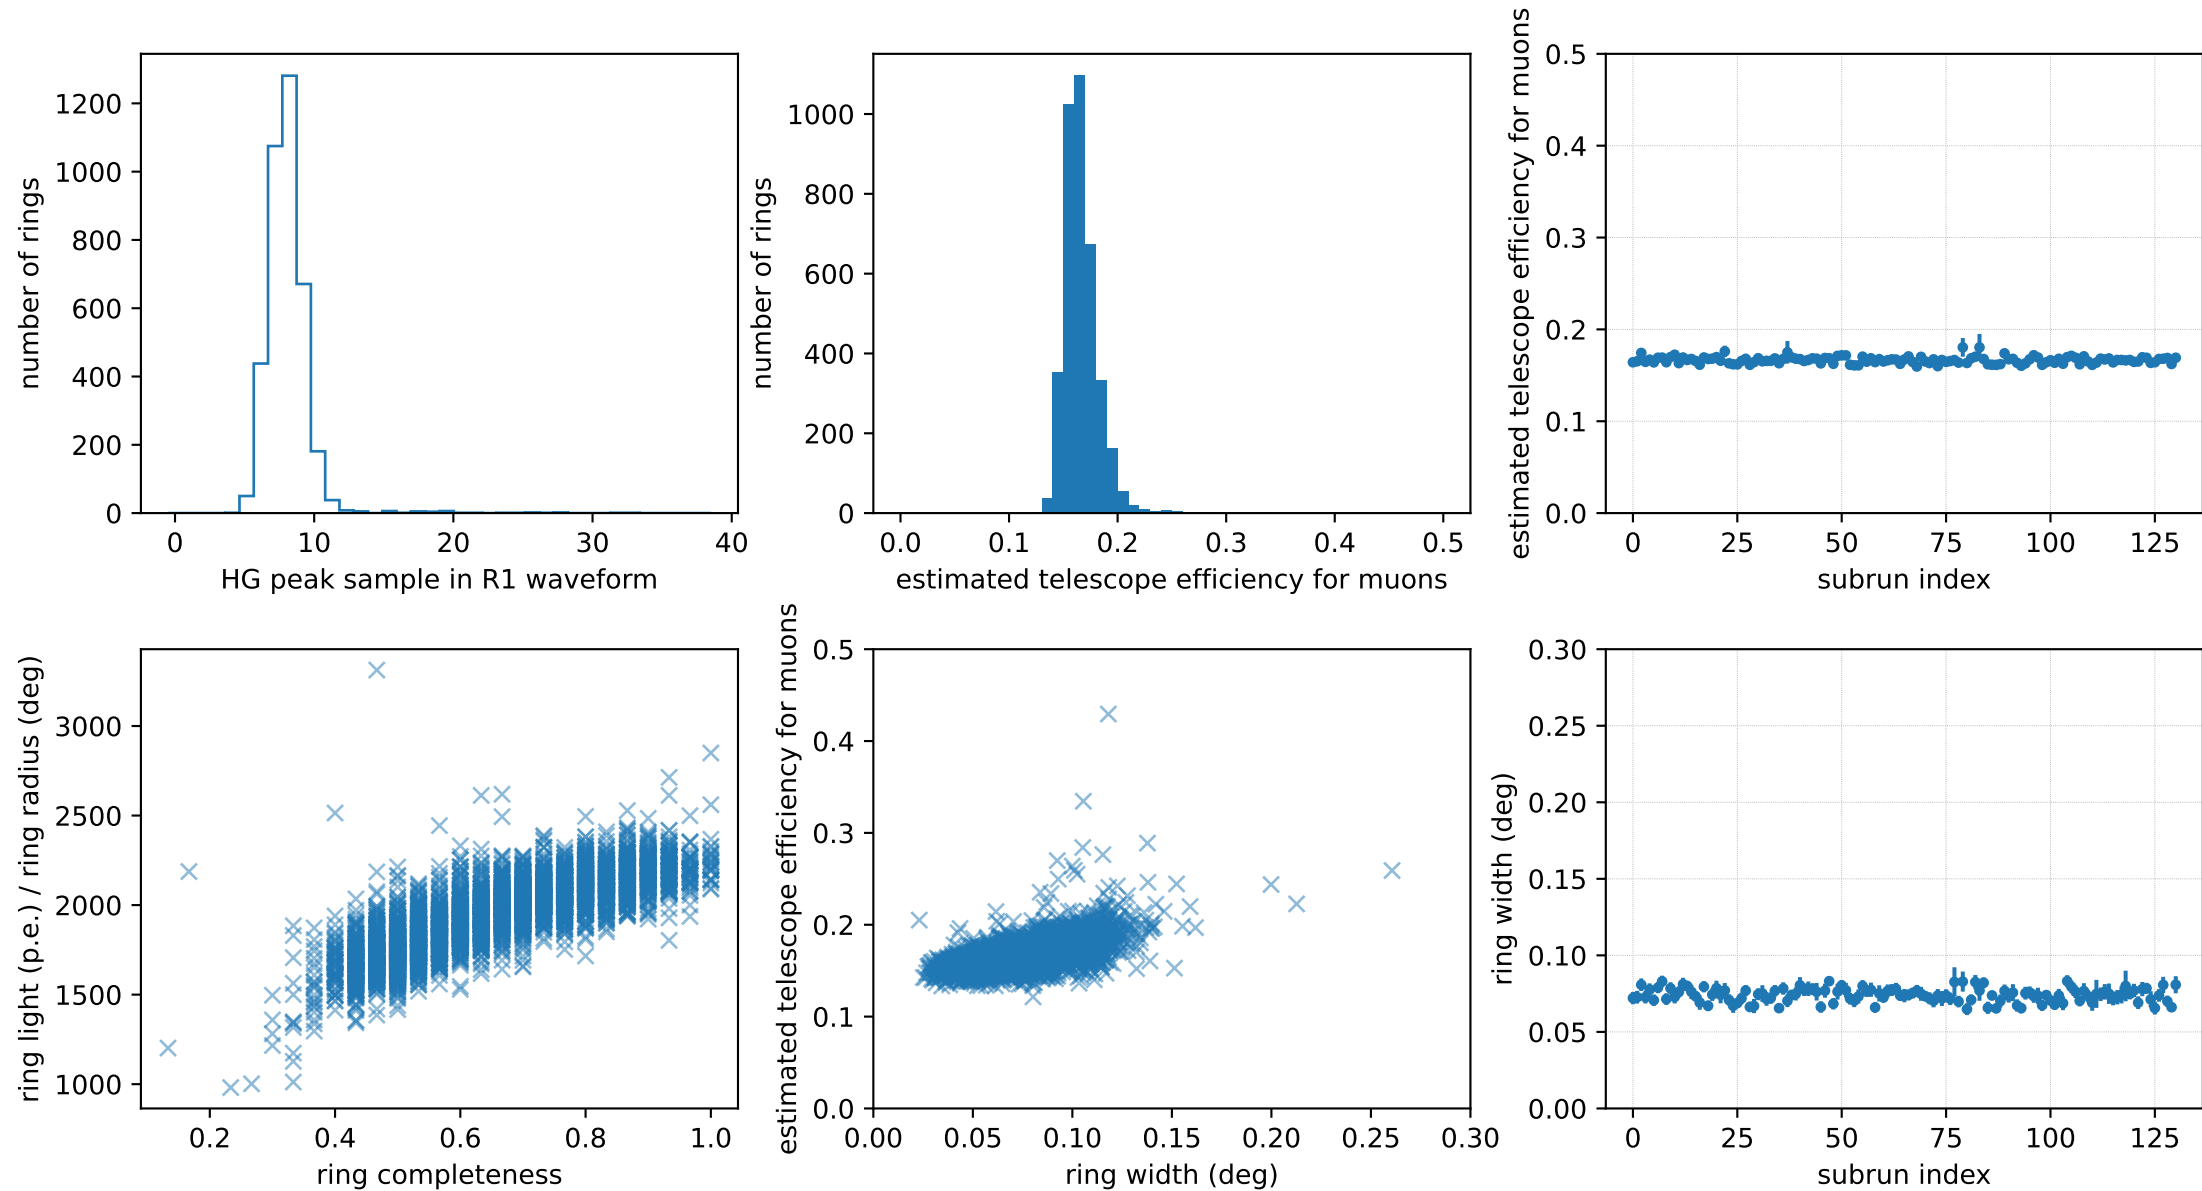 number of rings
1200
1000
800
600
400
200
0
0 10 20 30 40
HG peak sample in R1 waveform
number of rings
1000
800
600
400
200
0
0.0 0.1 0.2 0.3 0.4 0.5
estimated telescope efficiency for muons
estimated telescope efficiency for muons
0.5
0.4
0.3
0.2
0.1
0.0
0 25 50 75 100 125
subrun index
ring light (p.e.) / ring radius (deg)
3000
2500
2000
1500
1000
0.2 0.4 0.6 0.8 1.0
ring completeness
estimated telescope efficiency for muons
0.5
0.4
0.3
0.2
0.1
0.0
0.00 0.05 0.10 0.15 0.20 0.25 0.30
ring width (deg)
ring width (deg)
0.30
0.25
0.20
0.15
0.10
0.05
0.00
0 25 50 75 100 125
subrun index